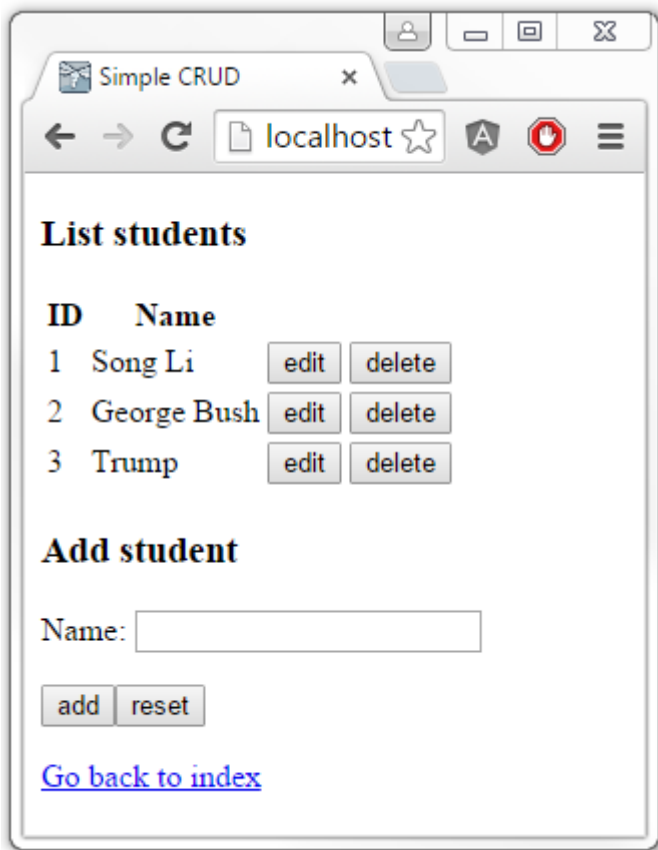 Simple CRUD
localhost
List students
ID Name
1 Song Li edit delete
2 George Bush edit delete
3 Trump edit delete
Add student
Name:
add reset
Go back to index